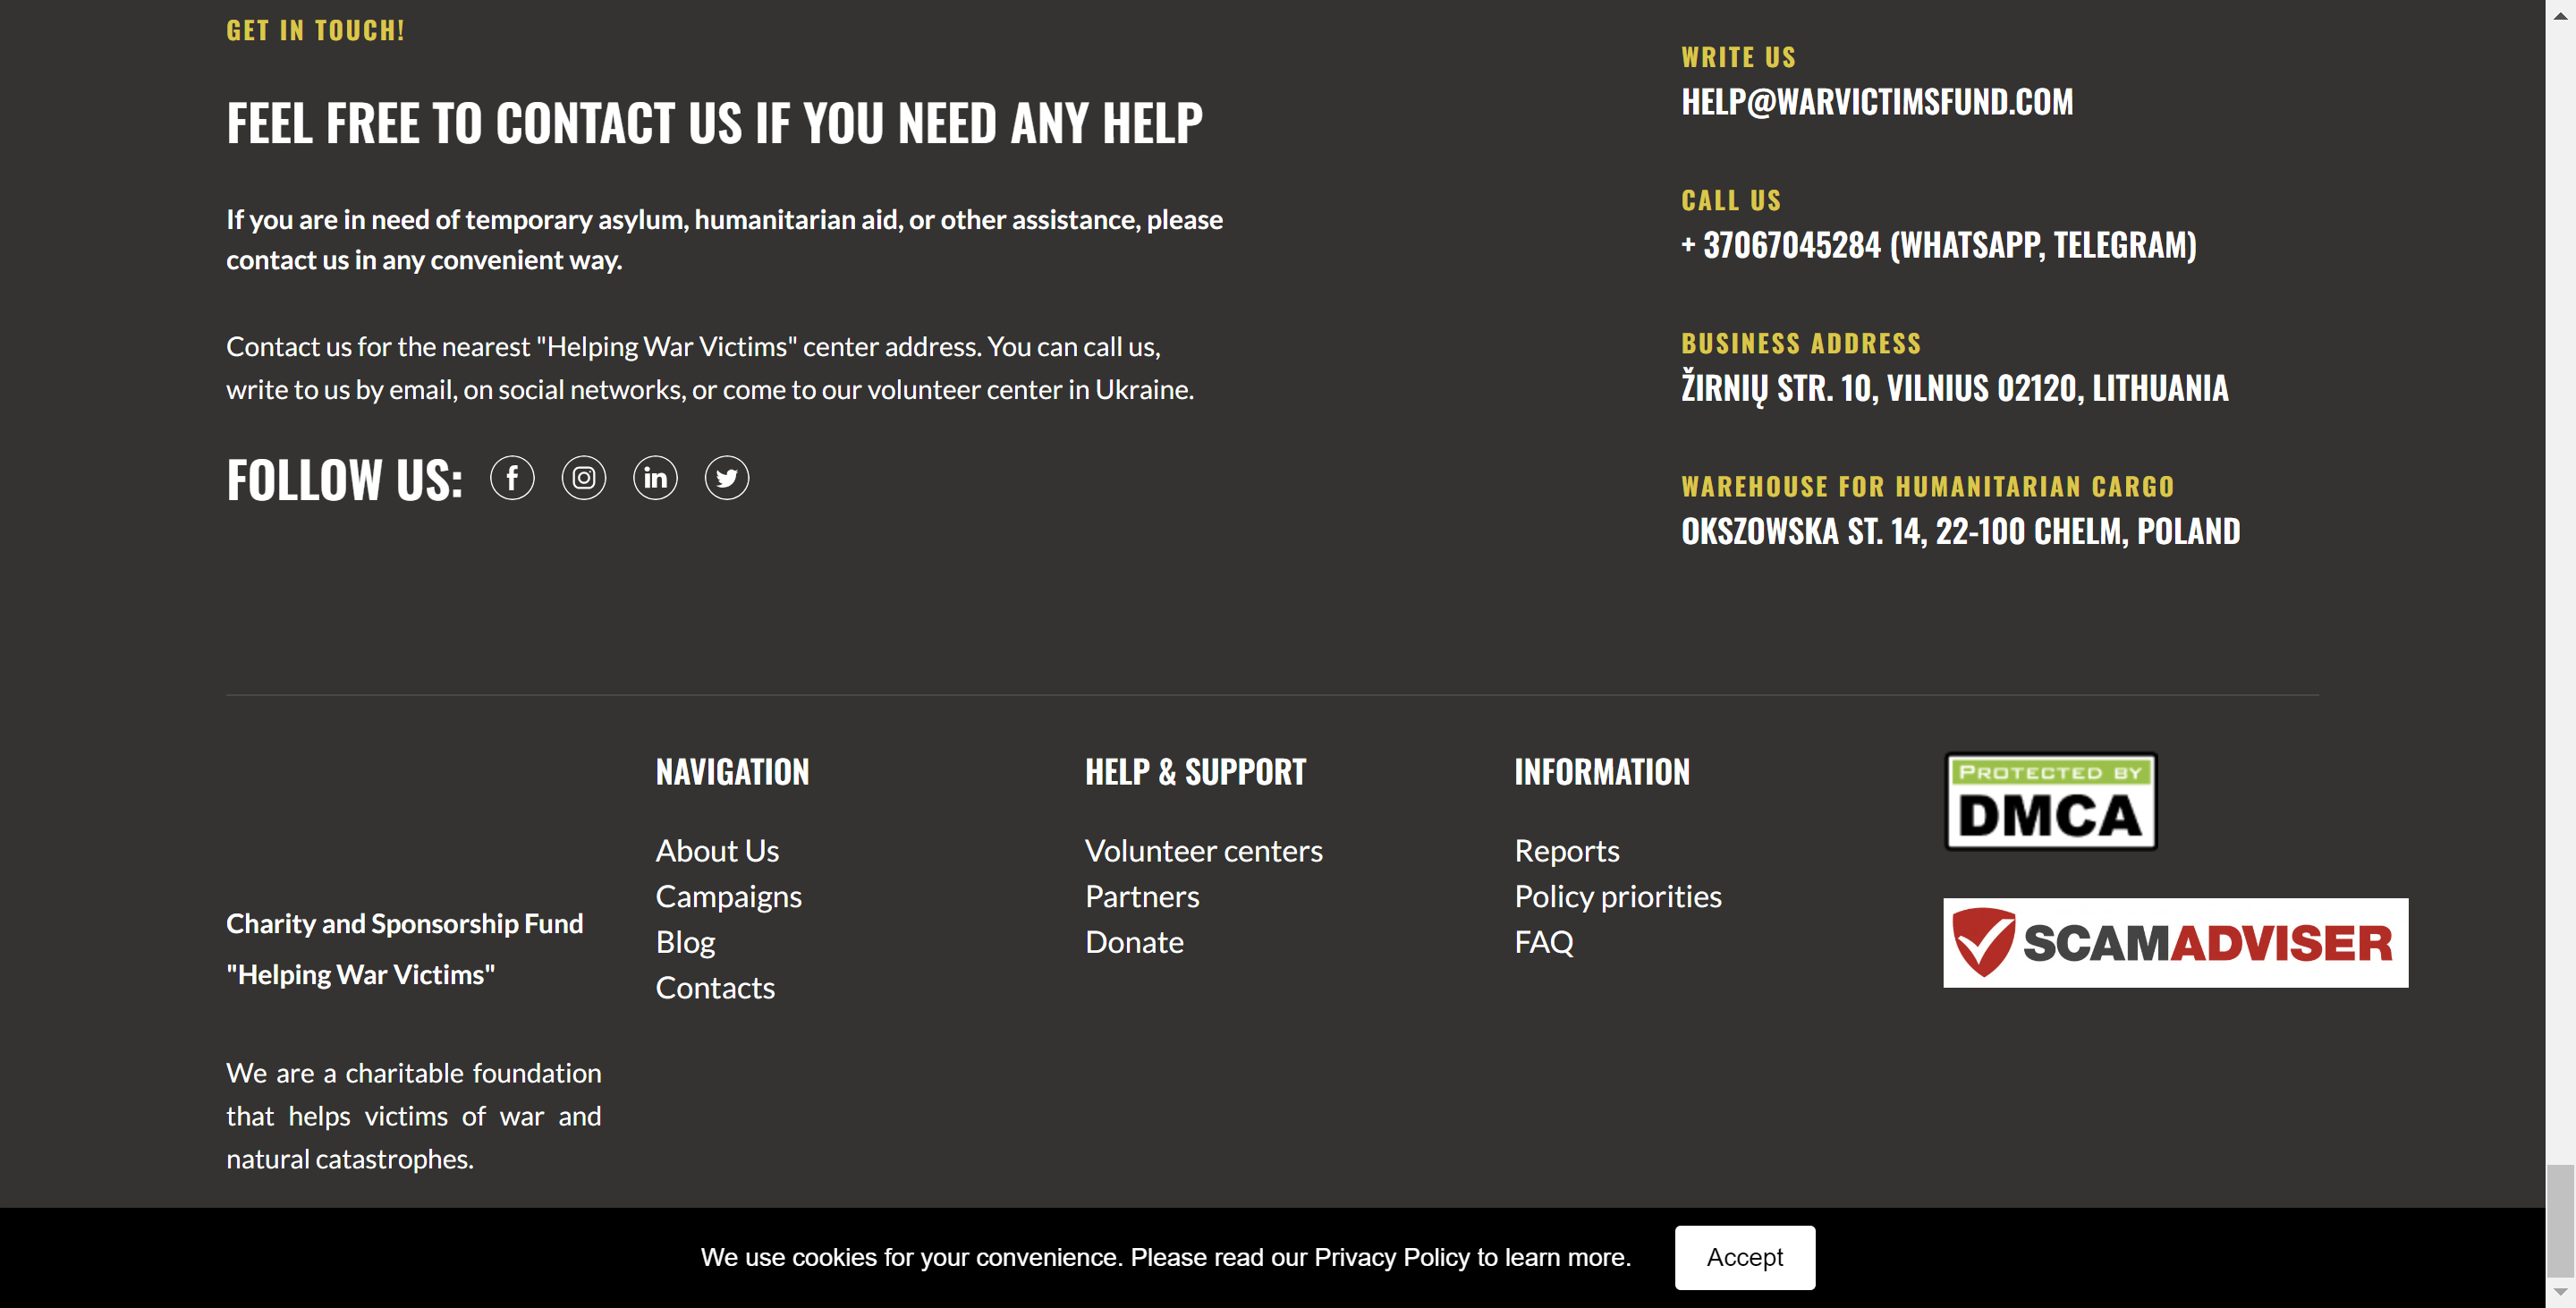 GET IN TOUCH!
FEEL FREE TO CONTACT US IF YOU NEED ANY HELP
If you are in need of temporary asylum, humanitarian aid, or other assistance, please
contact us in any convenient way.
Contact us for the nearest "Helping War Victims" center address. You can call us,
write to us by email, on social networks, or come to our volunteer center in Ukraine.
FOLLOW US:
WRITE US
HELP@WARVICTIMSFUND.COM
CALL US
+ 37067045284 (WHATSAPP, TELEGRAM)
BUSINESS ADDRESS
ŽIRNIŲ STR. 10, VILNIUS 02120, LITHUANIA
WAREHOUSE FOR HUMANITARIAN CARGO
OKSZOWSKA ST. 14, 22-100 CHELM, POLAND
Charity and Sponsorship Fund
"Helping War Victims"
We are a charitable foundation
that helps victims of war and
natural catastrophes.
NAVIGATION
About Us
Campaigns
Blog
Contacts
HELP & SUPPORT
Volunteer centers
Partners
Donate
INFORMATION
Reports
Policy priorities
FAQ
PROTECTED BY
DMCA
SCAMADVISER
We use cookies for your convenience. Please read our Privacy Policy to learn more.
Accept